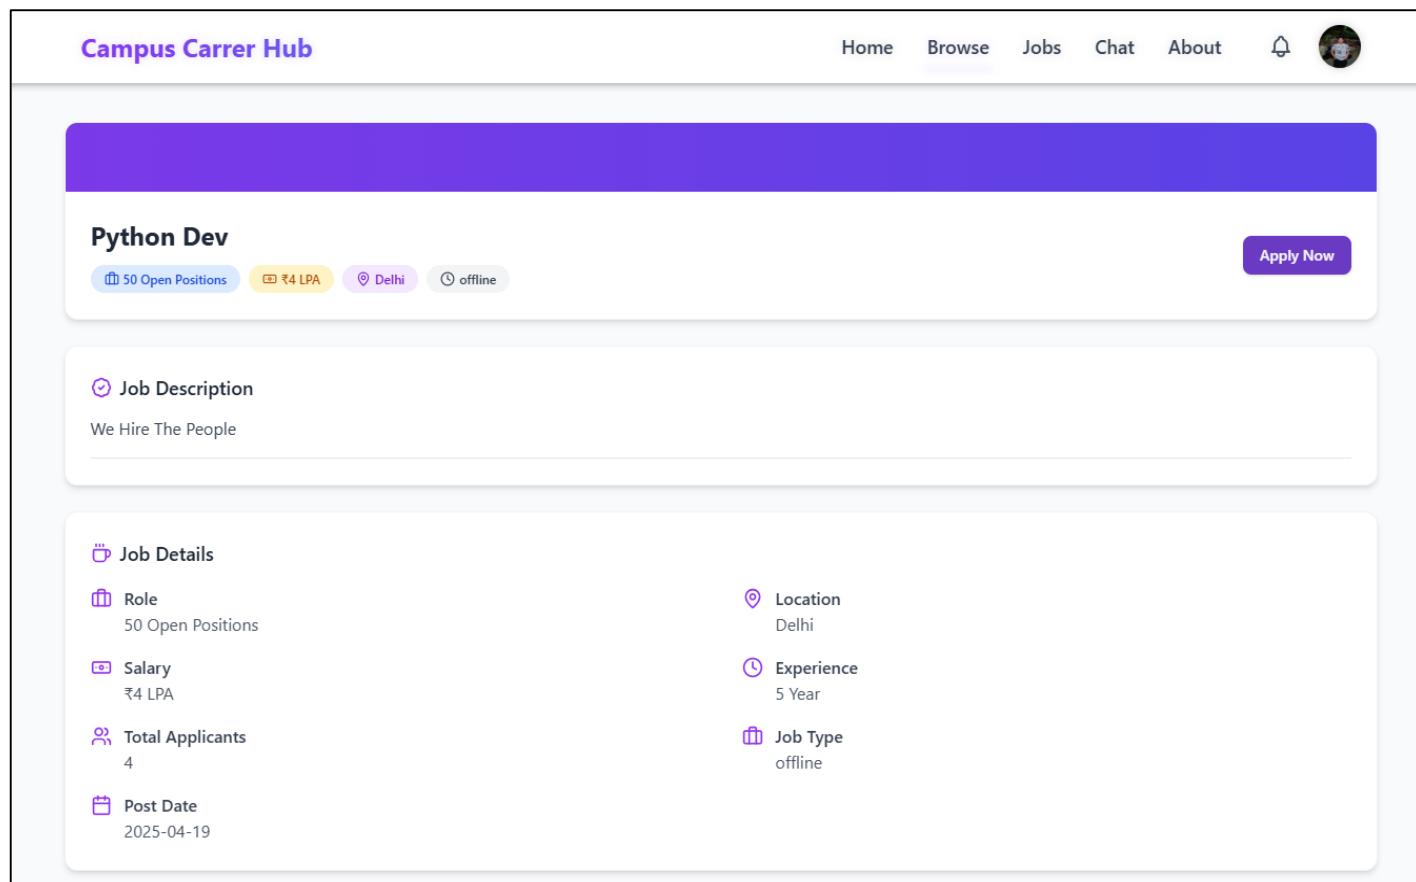 Campus Carrer Hub
Home Browse Jobs Chat About
Python Dev
50 Open Positions ₹4 LPA Delhi offline
Apply Now
Job Description
We Hire The People
Job Details
Role
50 Open Positions
Location
Delhi
Salary
₹4 LPA
Experience
5 Year
Total Applicants
4
Job Type
offline
Post Date
2025-04-19